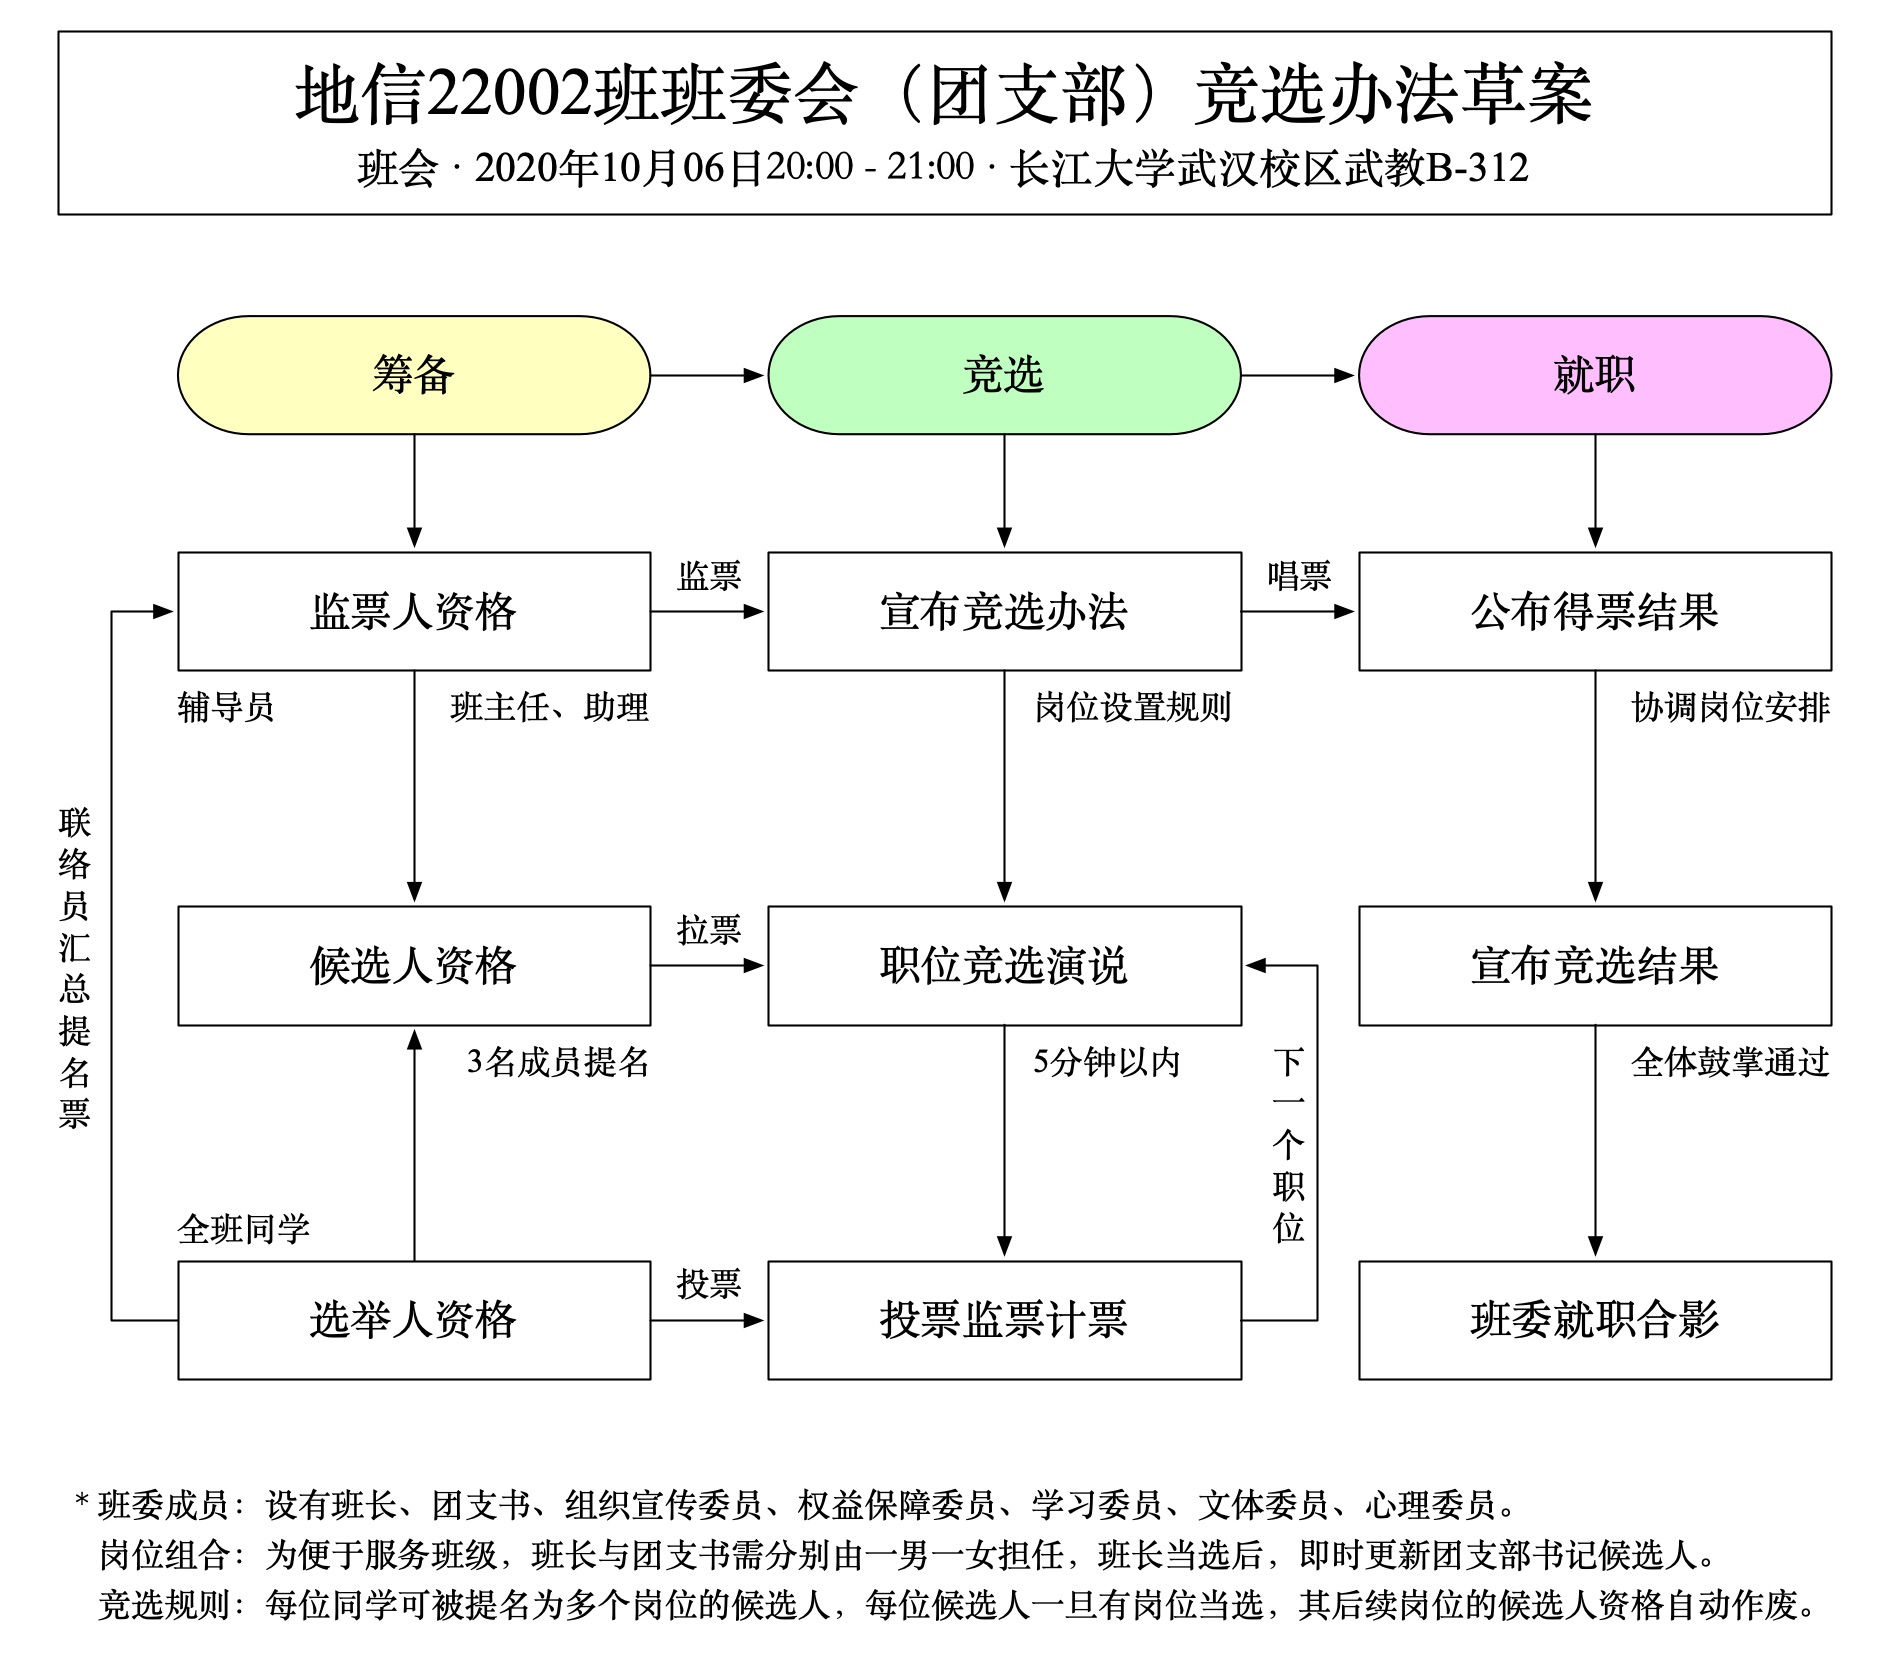 地信22002班班委会（团支部）竞选办法草案
班会 · 2020年10月06日20:00 - 21:00 · 长江大学武汉校区武教B-312
筹备
竞选
就职
监票人资格
监票
宣布竞选办法
唱票
公布得票结果
辅导员
班主任、助理
岗位设置规则
协调岗位安排
联络员汇总提名票
候选人资格
拉票
职位竞选演说
宣布竞选结果
3名成员提名
5分钟以内
下一个职位
全体鼓掌通过
全班同学
选举人资格
投票
投票监票计票
班委就职合影
* 班委成员：设有班长、团支书、组织宣传委员、权益保障委员、学习委员、文体委员、心理委员。
岗位组合：为便于服务班级，班长与团支书需分别由一男一女担任，班长当选后，即时更新团支部书记候选人。
竞选规则：每位同学可被提名为多个岗位的候选人，每位候选人一旦有岗位当选，其后续岗位的候选人资格自动作废。